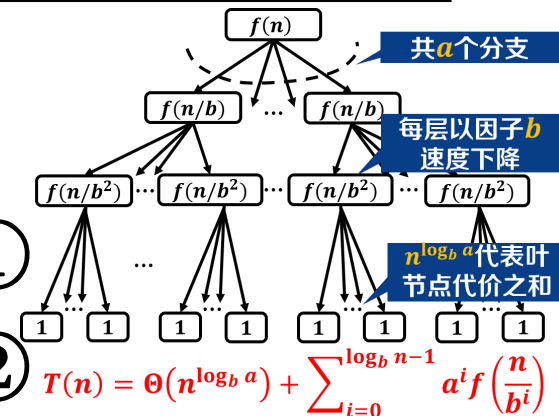 f(n)
共a个分支
f(n/b) ... f(n/b)
每层以因子b
速度下降
f(n/b²) ... f(n/b²) ... f(n/b²) ... f(n/b²)
n^{log_b a}代表叶
节点代价之和
...
... ... ... ...
1 1 1 1 1 1 1 1
2
T(n) = Θ(n^{log_b a}) + ∑_{i=0}^{log_b n−1} a^i f(n/b^i)